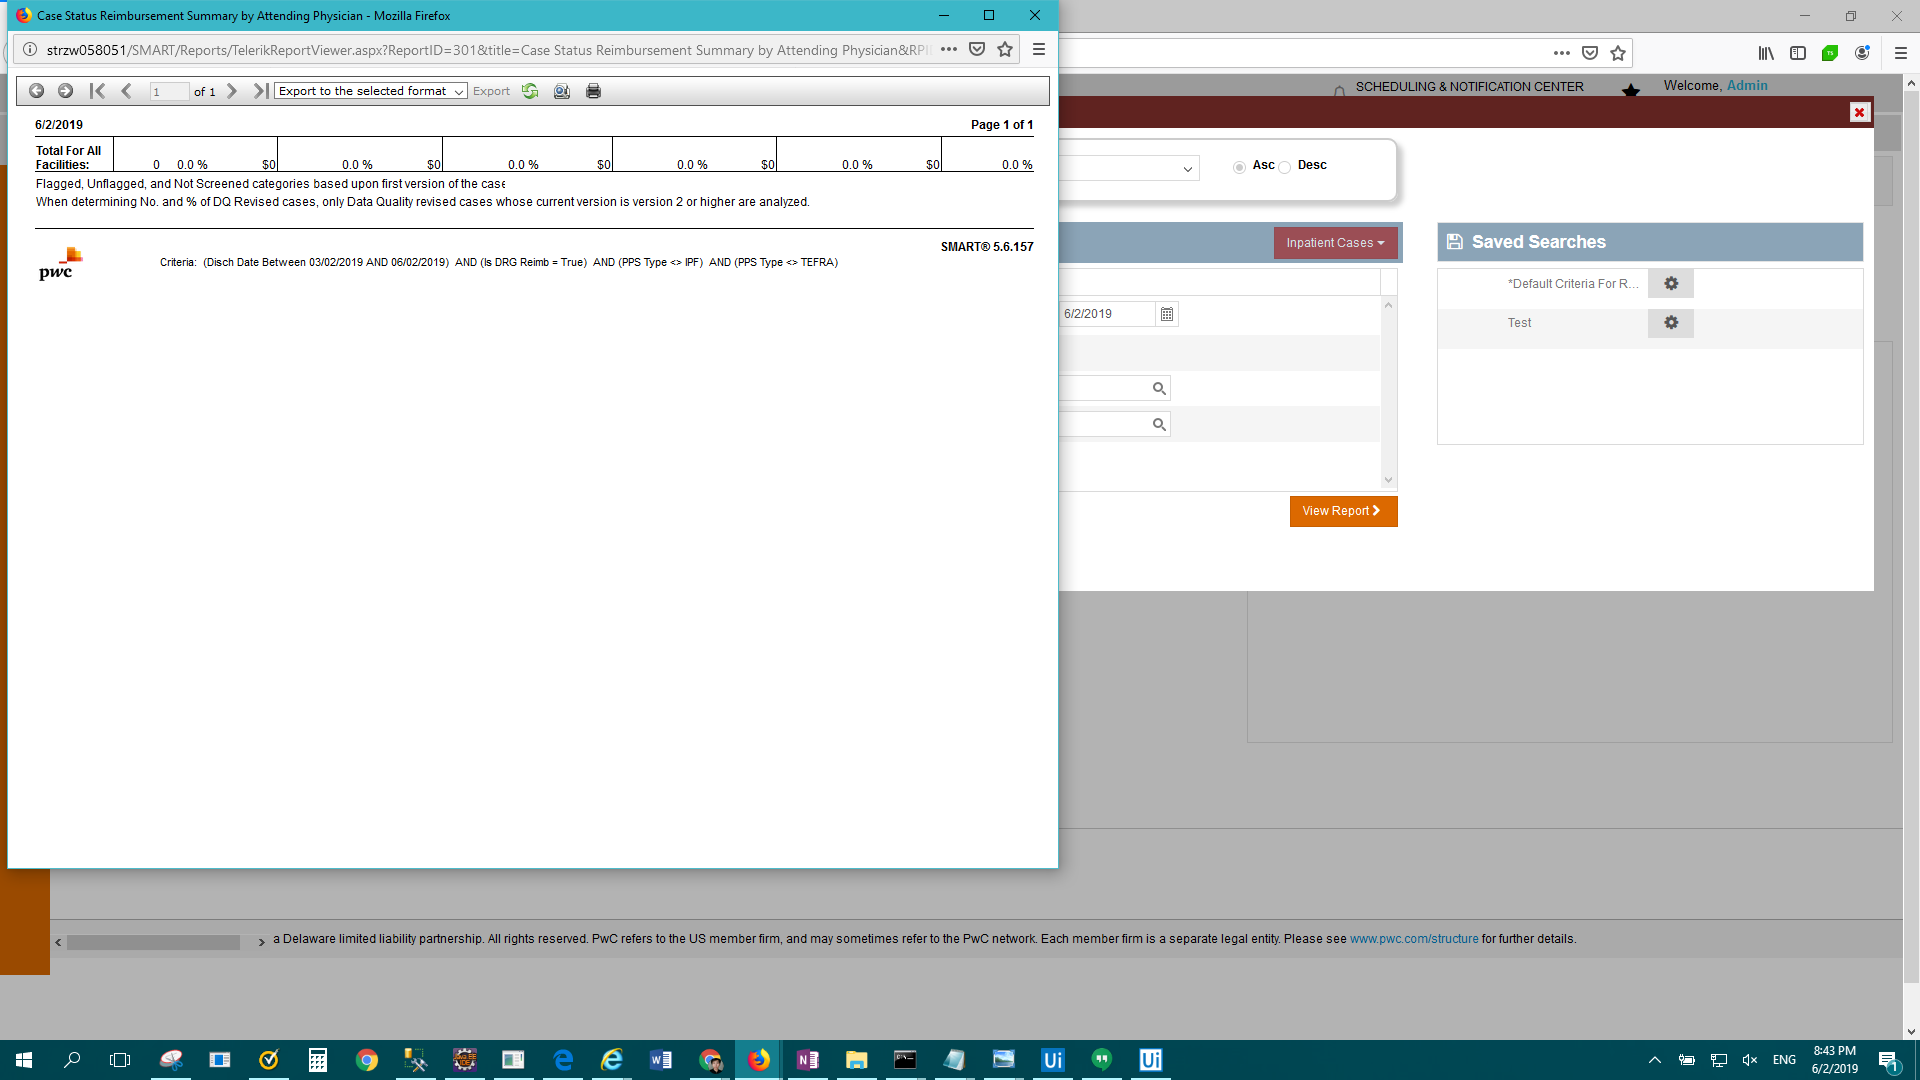 Case Status Reimbursement Summary by Attending Physician - Mozilla Firefox
strzw058051/SMART/Reports/TelerikReportViewer.aspx?ReportID=301&title=Case Status Reimbursement Summary by Attending Physician&RPI
1 of 1 Export to the selected format Export
6/2/2019 Page 1 of 1
Total For All
Facilities: 0 0.0 % $0 0.0 % $0 0.0 % $0 0.0 % $0 0.0 % $0 0.0 %
Flagged, Unflagged, and Not Screened categories based upon first version of the case
When determining No. and % of DQ Revised cases, only Data Quality revised cases whose current version is version 2 or higher are analyzed.
SMART® 5.6.157
pwc
Criteria: (Disch Date Between 03/02/2019 AND 06/02/2019) AND (Is DRG Reimb = True) AND (PPS Type <> IPF) AND (PPS Type <> TEFRA)
SCHEDULING & NOTIFICATION CENTER
Welcome, Admin
Asc Desc
Inpatient Cases
Saved Searches
*Default Criteria For R...
6/2/2019
Test
View Report
a Delaware limited liability partnership. All rights reserved. PwC refers to the US member firm, and may sometimes refer to the PwC network. Each member firm is a separate legal entity. Please see www.pwc.com/structure for further details.
ENG
8:43 PM
6/2/2019
1